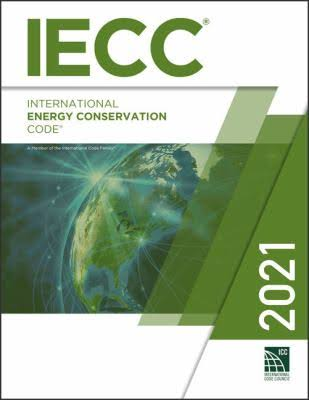 IECC®
INTERNATIONAL
ENERGY CONSERVATION
CODE®
A Member of the International Code Family®
2021
ICC
INTERNATIONAL
CODE COUNCIL